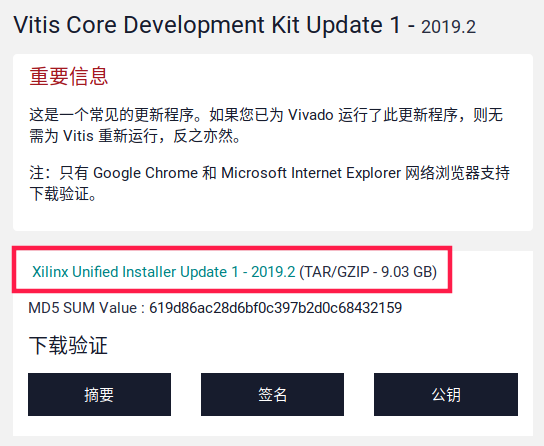 Vitis Core Development Kit Update 1 - 2019.2
重要信息
这是一个常见的更新程序。如果您已为 Vivado 运行了此更新程序，则无
需为 Vitis 重新运行，反之亦然。
注：只有 Google Chrome 和 Microsoft Internet Explorer 网络浏览器支持
下载验证。
Xilinx Unified Installer Update 1 - 2019.2 (TAR/GZIP - 9.03 GB)
MD5 SUM Value : 619d86ac28d6bf0c397b2d0c68432159
下载验证
摘要 签名 公钥